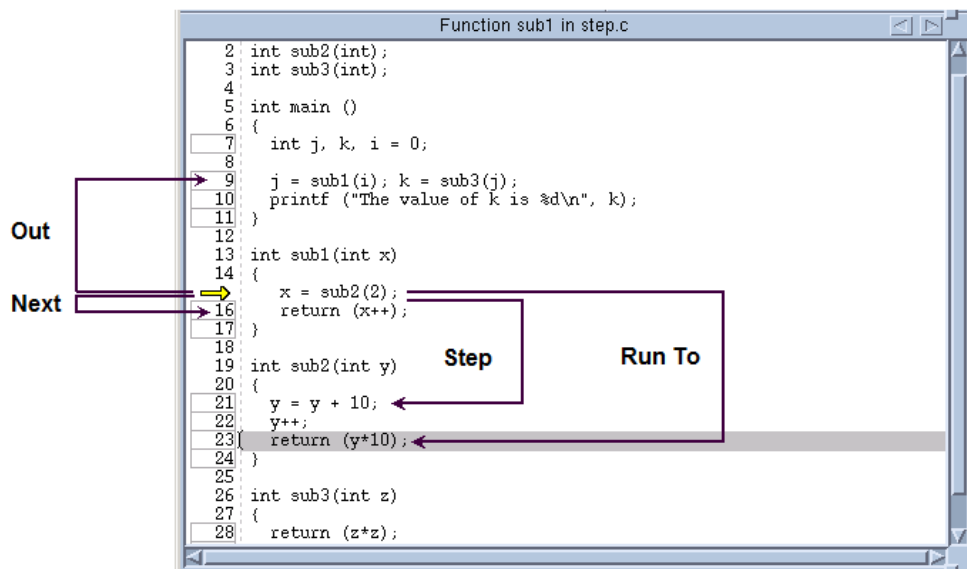 Function sub1 in step.c
2 int sub2(int);
3 int sub3(int);
4
5 int main ()
6 {
7 int j, k, i = 0;
8
9 j = sub1(i); k = sub3(j);
10 printf ("The value of k is %d\n", k);
11 }
12
13 int sub1(int x)
14 {
x = sub2(2);
16 return (x++);
17 }
18
19 int sub2(int y)
20 {
21 y = y + 10;
22 y++;
23 return (y*10);
24 }
25
26 int sub3(int z)
27 {
28 return (z*z);
Out
Next
Step
Run To